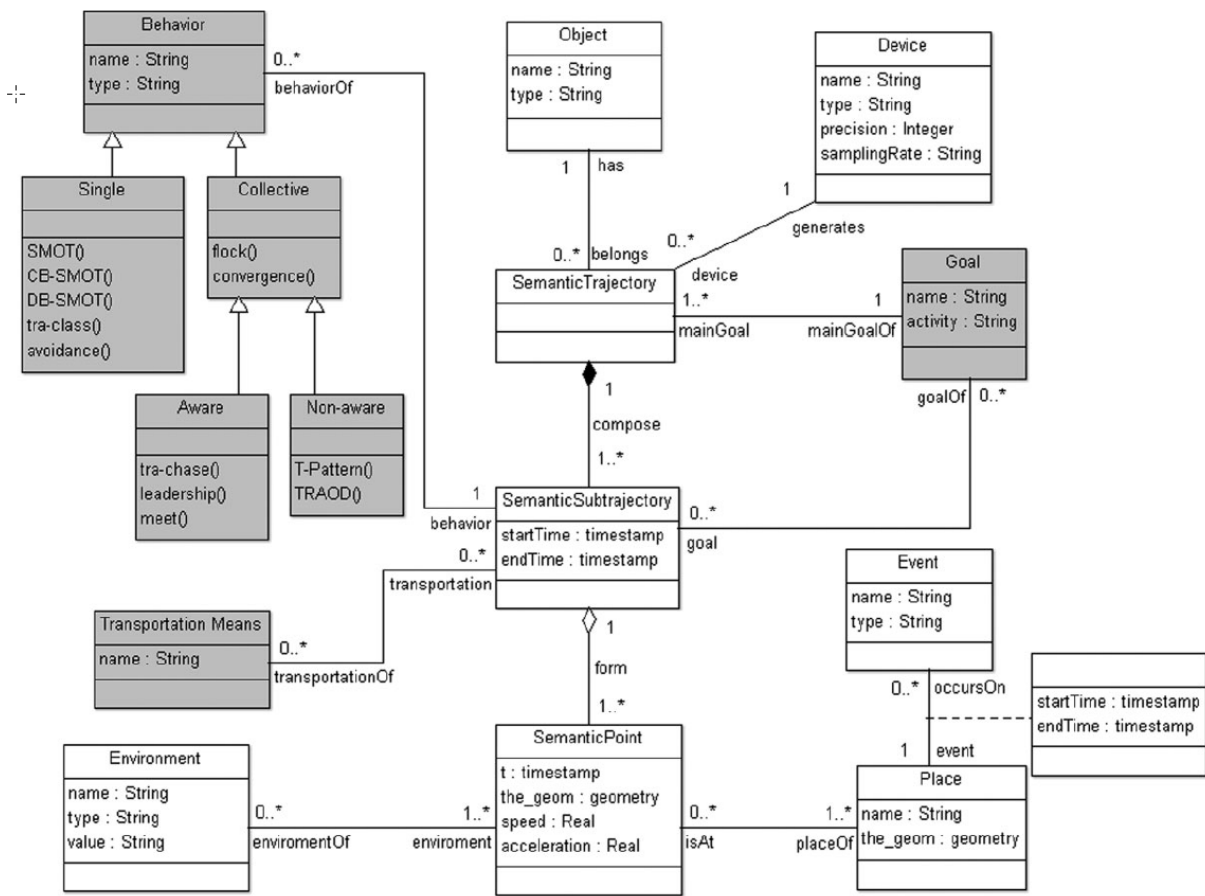 Behavior
name : String
type : String
0..*
behaviorOf
Object
name : String
type : String
Device
name : String
type : String
precision : Integer
samplingRate : String
Single
SMOT()
CB-SMOT()
DB-SMOT()
tra-class()
avoidance()
Collective
flock()
convergence()
1
has
0..*
belongs
1
generates
0..*
device
SemanticTrajectory
1..*
mainGoal
1
mainGoalOf
Goal
name : String
activity : String
goalOf
0..*
Aware
tra-chase()
leadership()
meet()
Non-aware
T-Pattern()
TRAOD()
1
compose
1..*
1
behavior
SemanticSubtrajectory
startTime : timestamp
endTime : timestamp
0..*
goal
0..*
transportation
Transportation Means
name : String
0..*
transportationOf
Event
name : String
type : String
1
form
1..*
0..*
occursOn
startTime : timestamp
endTime : timestamp
1
event
Environment
name : String
type : String
value : String
0..*
enviromentOf
1..*
enviroment
SemanticPoint
t : timestamp
the_geom : geometry
speed : Real
acceleration : Real
0..*
isAt
1..*
placeOf
Place
name : String
the_geom : geometry